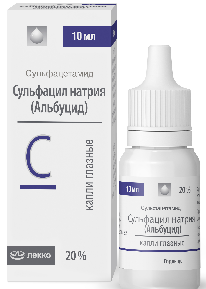 10 мл
Сульфацетамид
Сульфацил натрия
(Альбуцид)
С
капли глазные
лекко
20%
10мл
20%
Сульфацетамид
Сульфацил натрия
(Альбуцид)
капли глазные